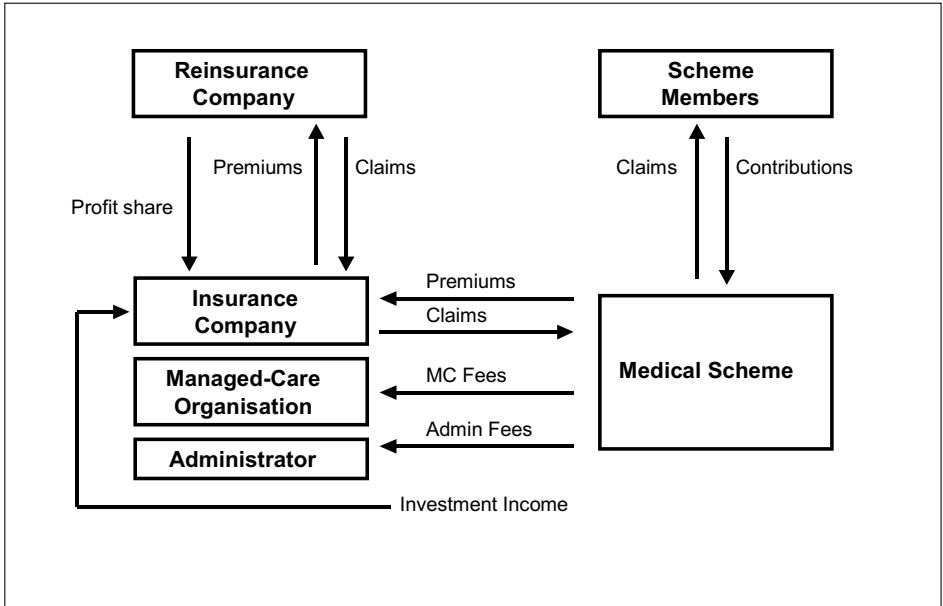 Reinsurance
Company
Scheme
Members
Premiums
Claims
Claims
Contributions
Profit share
Insurance
Company
Premiums
Claims
Managed-Care
Organisation
MC Fees
Medical Scheme
Admin Fees
Administrator
Investment Income